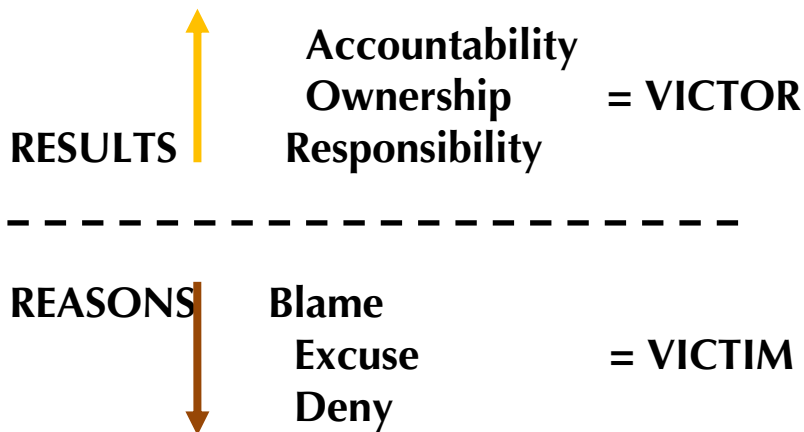 Accountability
Ownership = VICTOR
RESULTS Responsibility
REASONS Blame
Excuse = VICTIM
Deny